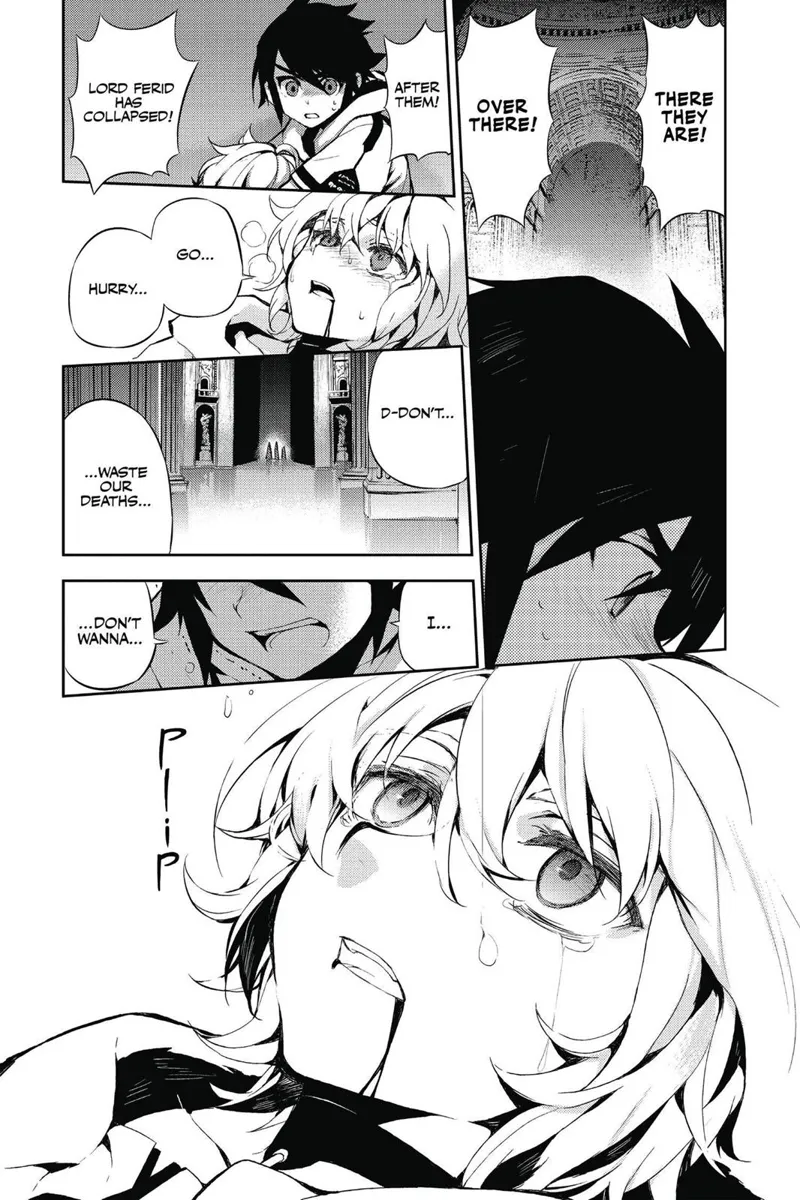 THERE
THEY
ARE!
OVER
THERE!
AFTER
THEM!
LORD FERID
HAS
COLLAPSED!
GO...
HURRY...
D-DON'T...
...WASTE
OUR
DEATHS...
I...
...DON'T
WANNA...
PLIP